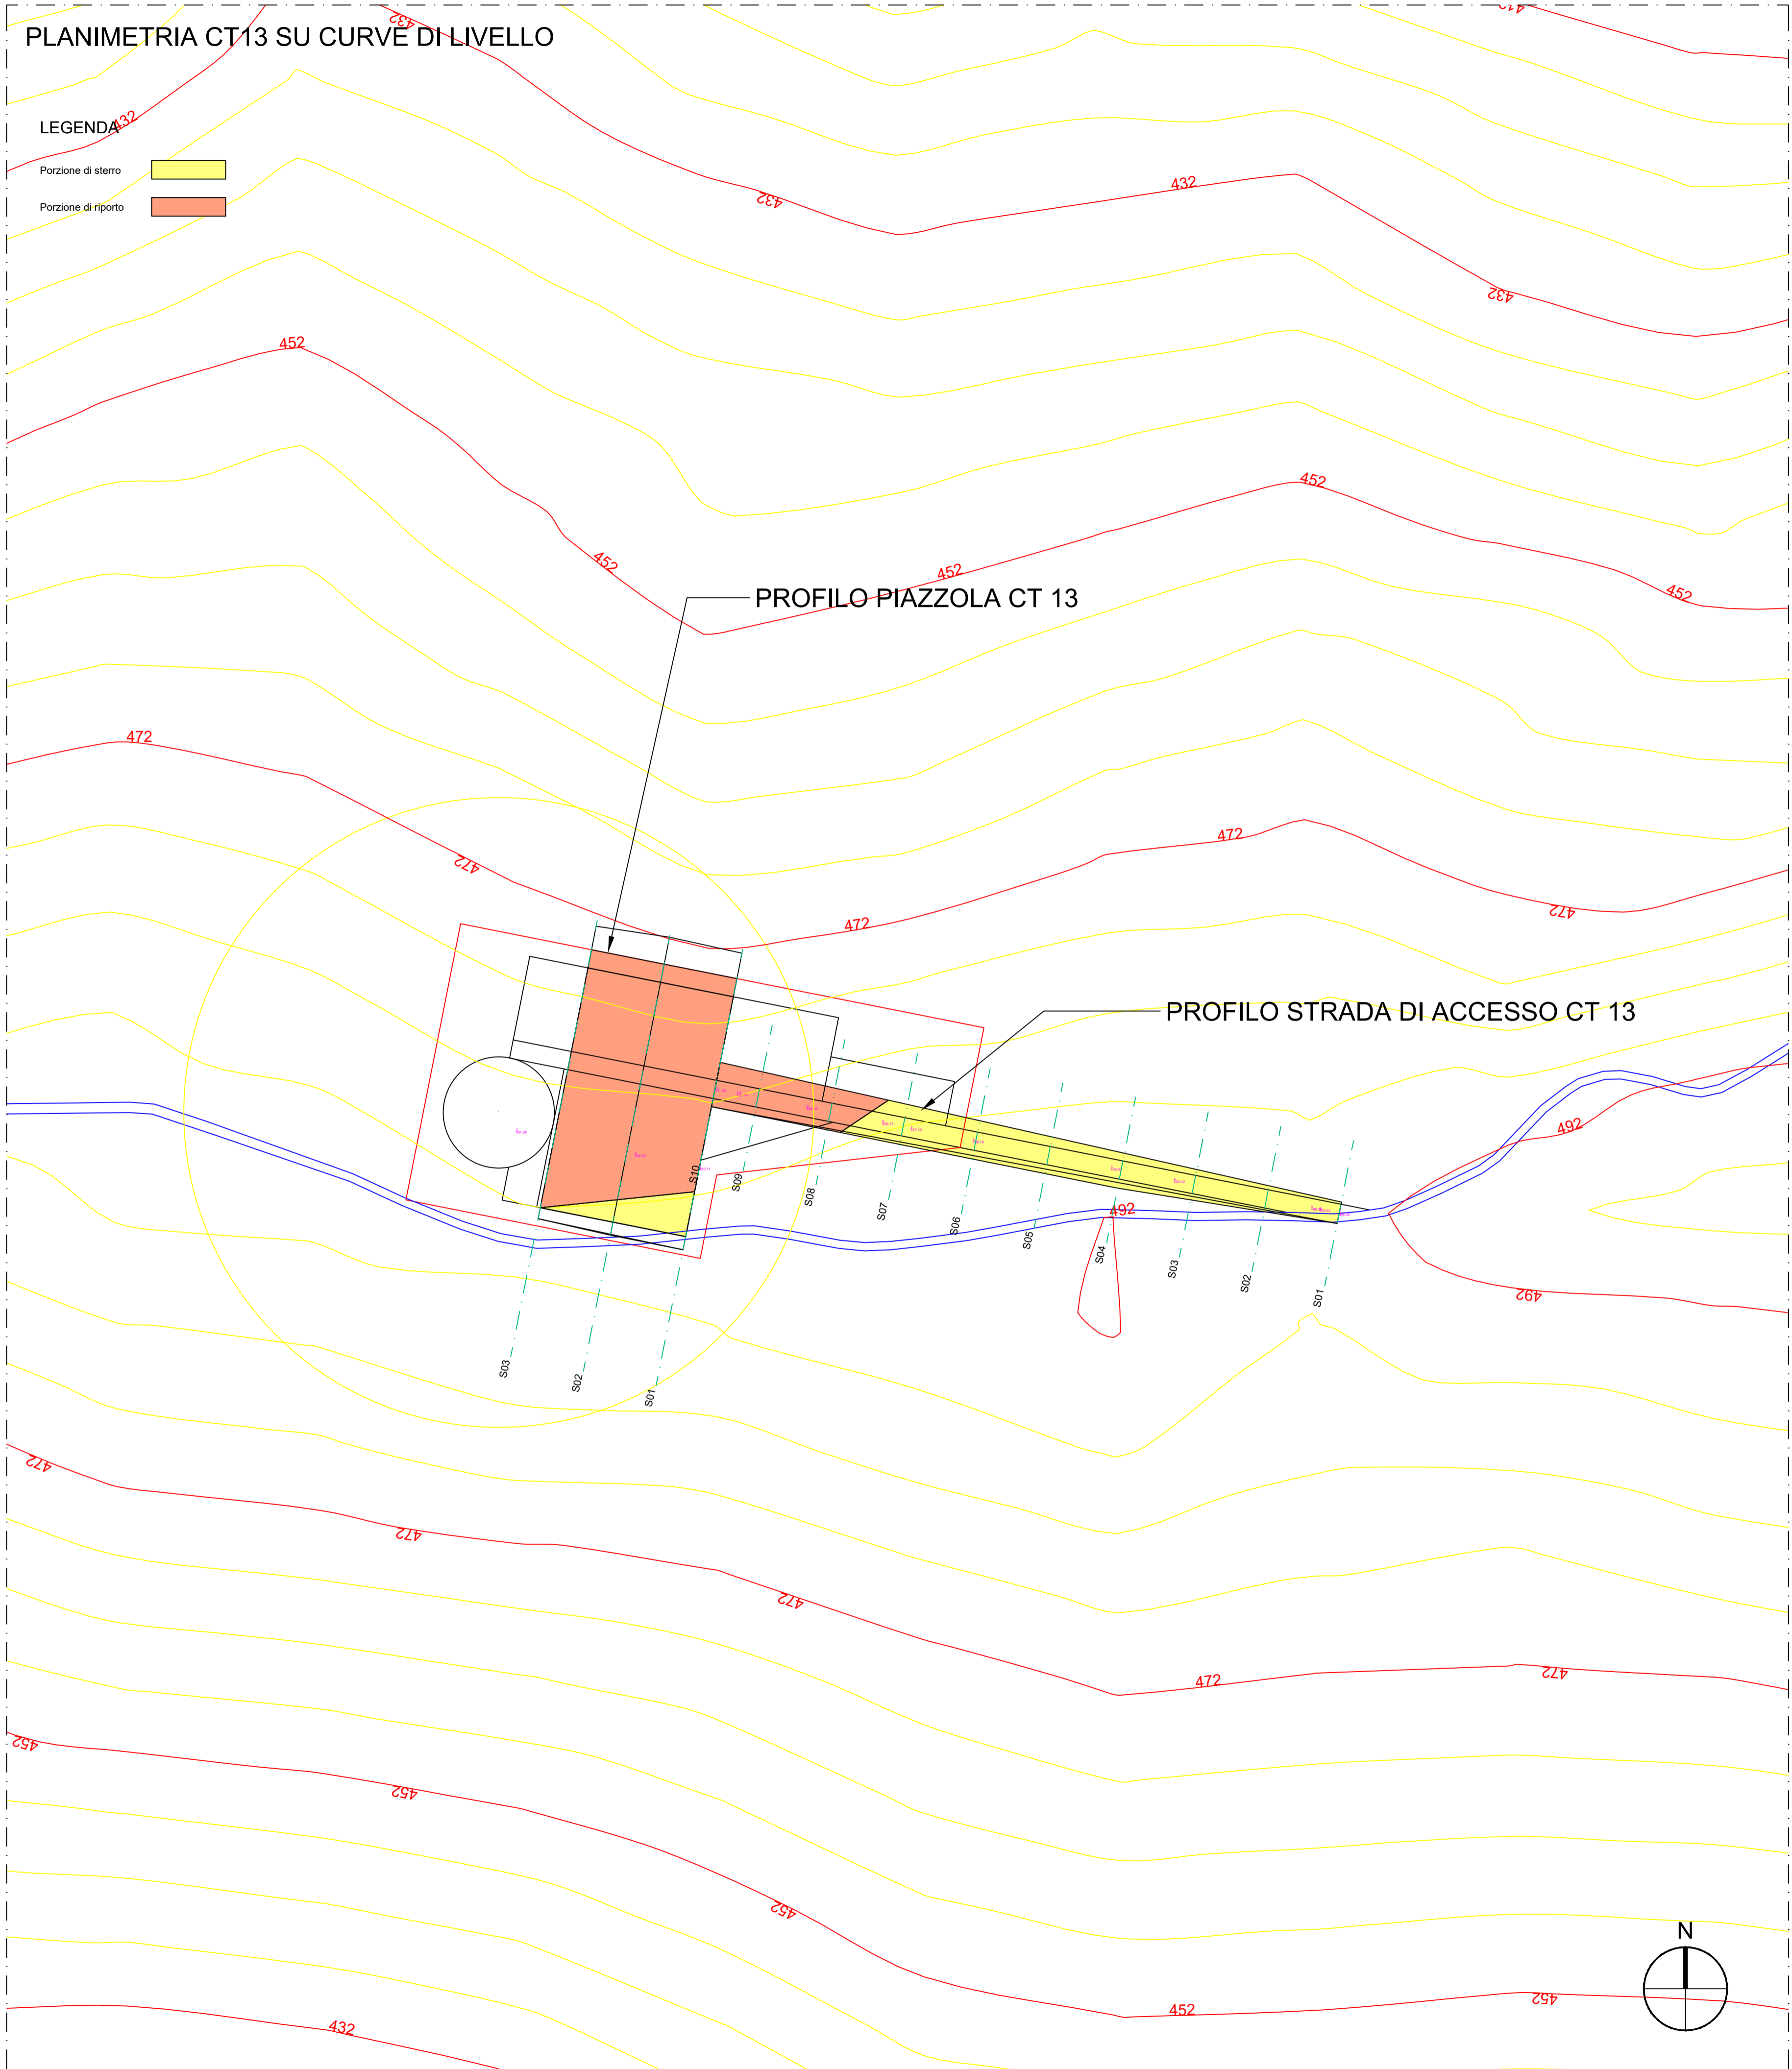 412
432
PLANIMETRIA CT13 SU CURVE DI LIVELLO
432
LEGENDA
Porzione di sterro
432
432
Porzione di riporto
432
452
452
452
452
452
PROFILO PIAZZOLA CT 13
472
472
472
472
472
PROFILO STRADA DI ACCESSO CT 13
492
S10
S09
S08
S07
S06
S05
S04
S03
S02
S01
492
492
S03
S02
S01
472
472
472
472
472
452
452
452
N
452
452
432